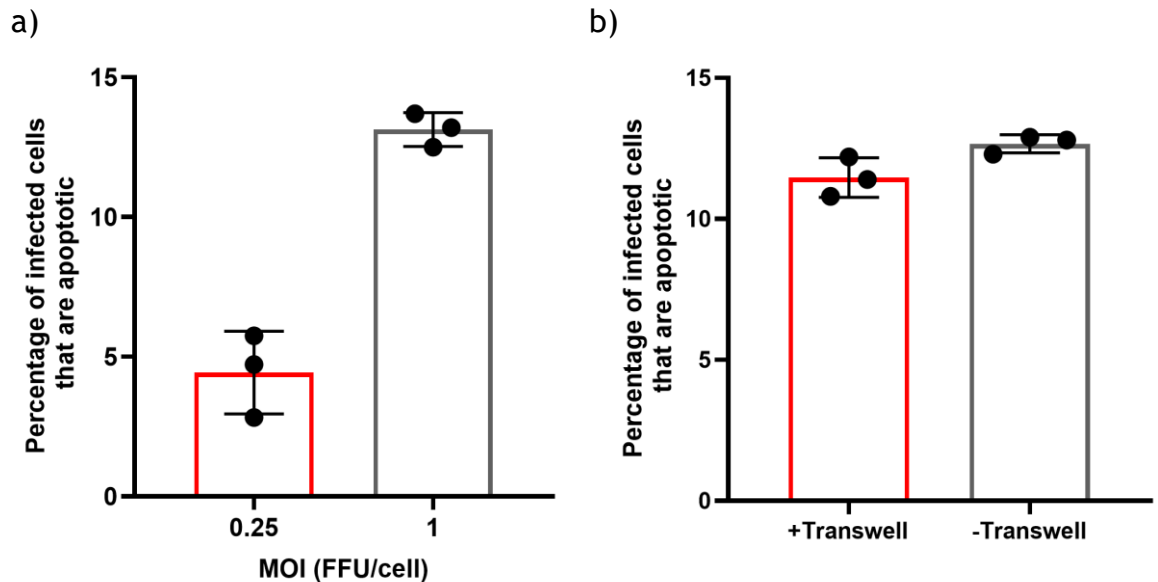 a)
Percentage of infected cells
that are apoptotic
15
10
5
0
0.25
1
MOI (FFU/cell)
b)
Percentage of infected cells
that are apoptotic
15
10
5
0
+Transwell
-Transwell